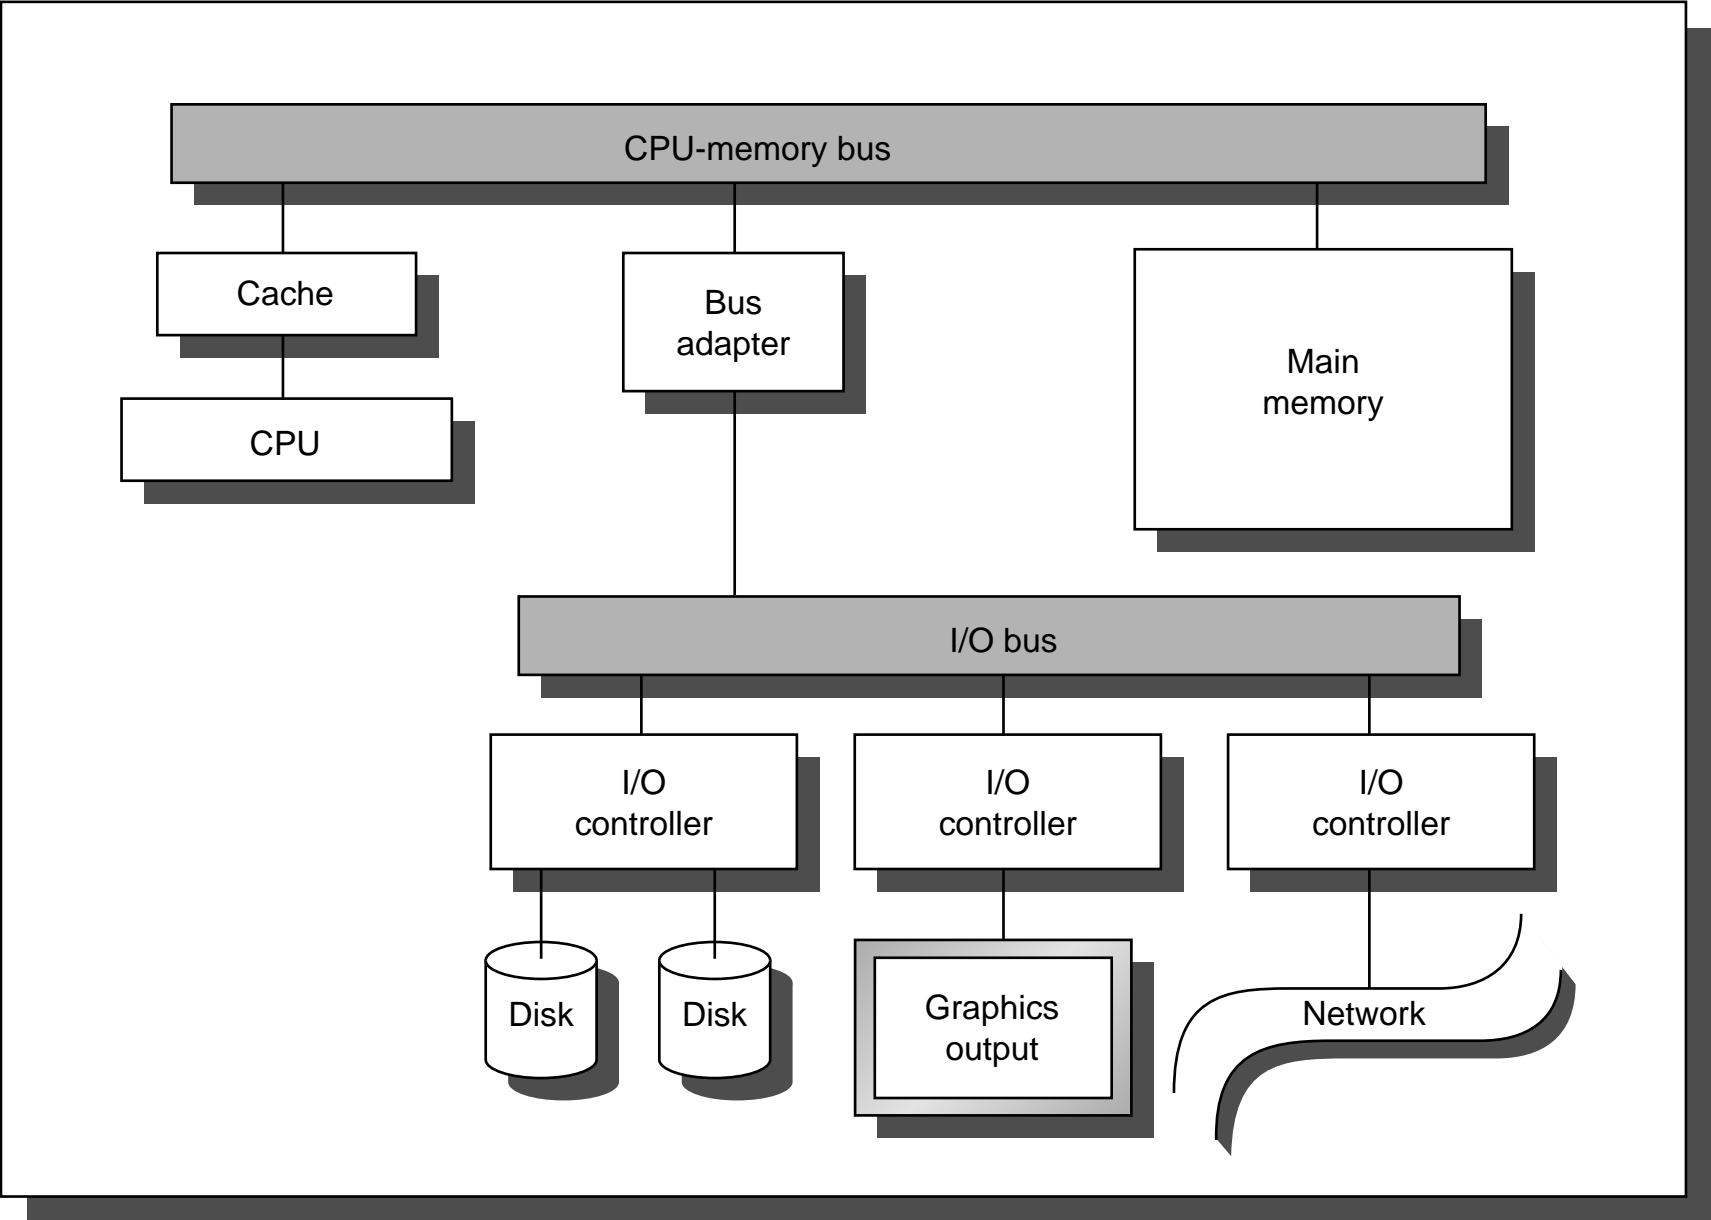 CPU-memory bus
Cache
Bus
adapter
Main
memory
CPU
I/O bus
I/O
controller
I/O
controller
I/O
controller
Disk
Disk
Graphics
output
Network